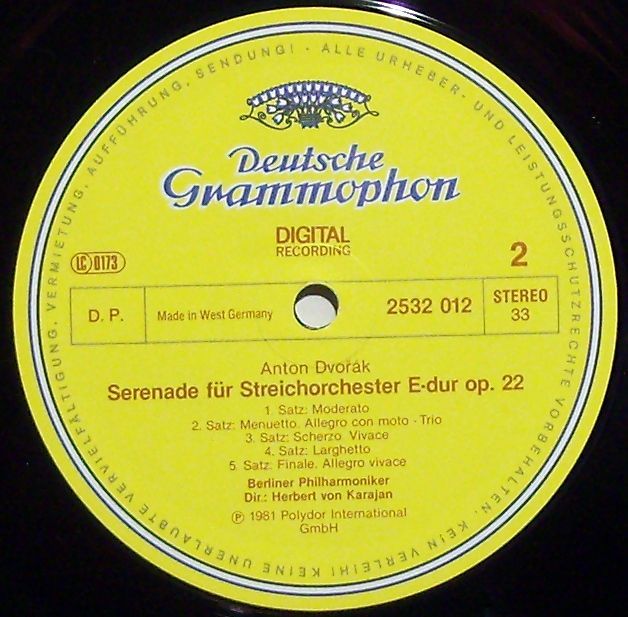 Deutsche
Grammophon
DIGITAL
RECORDING
2
LC 0173
D. P.
Made in West Germany
2532 012
STEREO
33
Anton Dvořák
Serenade für Streichorchester E-dur op. 22
1. Satz: Moderato
2. Satz: Menuetto. Allegro con moto · Trio
3. Satz: Scherzo. Vivace
4. Satz: Larghetto
5. Satz: Finale. Allegro vivace
Berliner Philharmoniker
Dir.: Herbert von Karajan
℗ 1981 Polydor International
GmbH
ALLE URHEBER- UND LEISTUNGSSCHUTZRECHTE VORBEHALTEN. KEIN VERLEIH! KEINE UNERLAUBTE VERVIELFÄLTIGUNG, VERMIETUNG, AUFFÜHRUNG, SENDUNG! ·